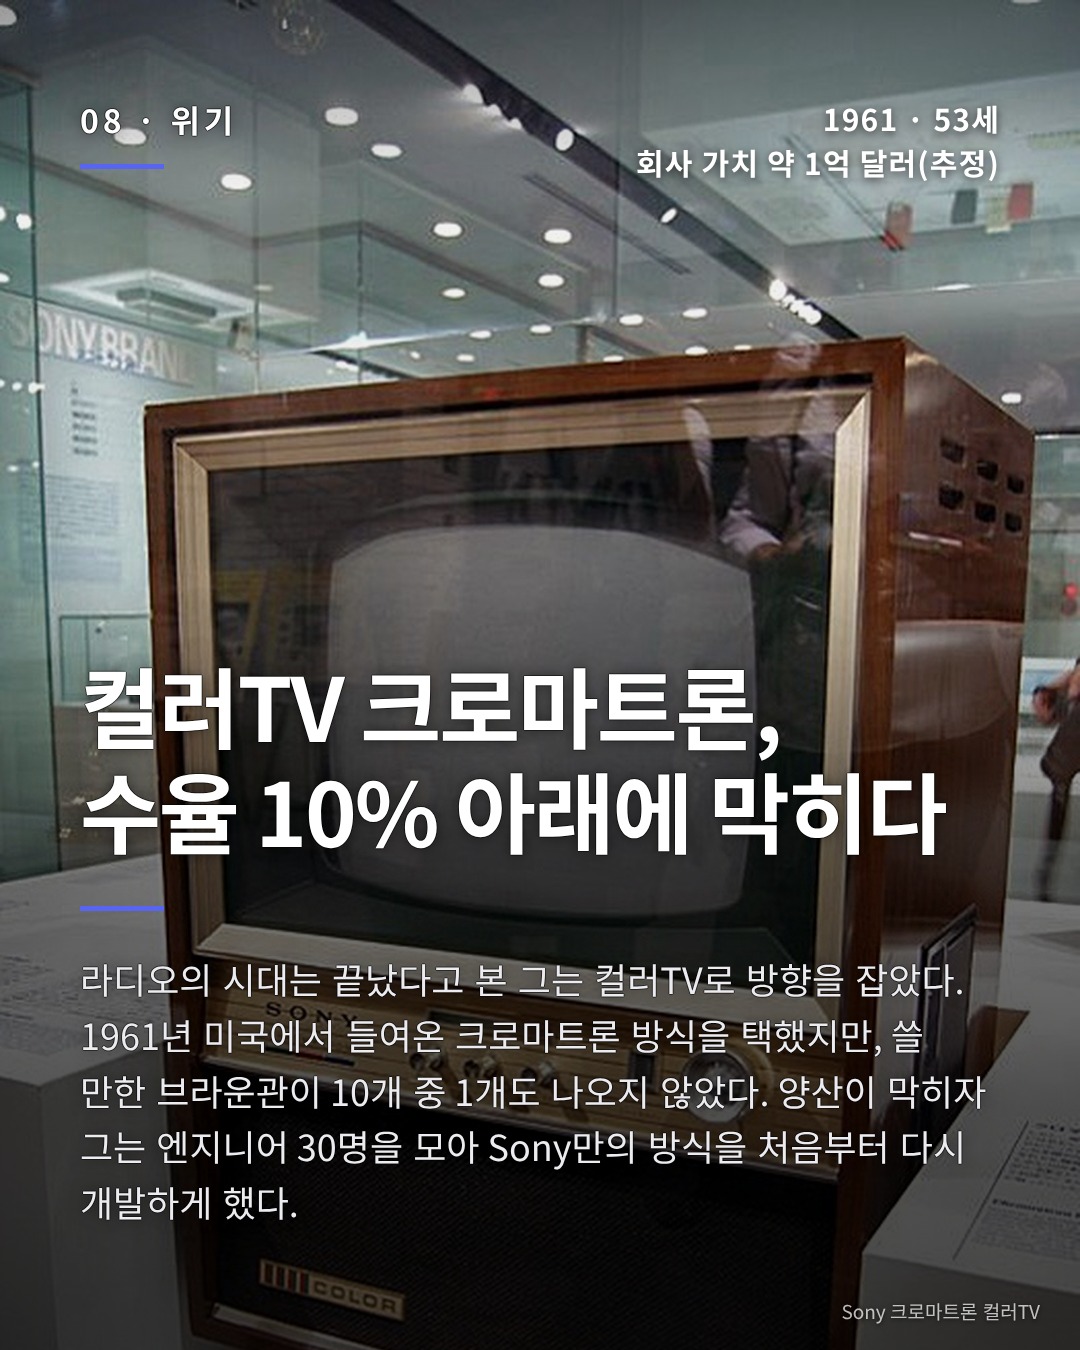 08 · 위기
1961 · 53세
회사 가치 약 1억 달러(추정)
SONY BRAND
컬러TV 크로마트론,
수율 10% 아래에 막히다
라디오의 시대는 끝났다고 본 그는 컬러TV로 방향을 잡았다.
1961년 미국에서 들여온 크로마트론 방식을 택했지만, 쓸
만한 브라운관이 10개 중 1개도 나오지 않았다. 양산이 막히자
그는 엔지니어 30명을 모아 Sony만의 방식을 처음부터 다시
개발하게 했다.
SONY
COLOR
Sony 크로마트론 컬러TV